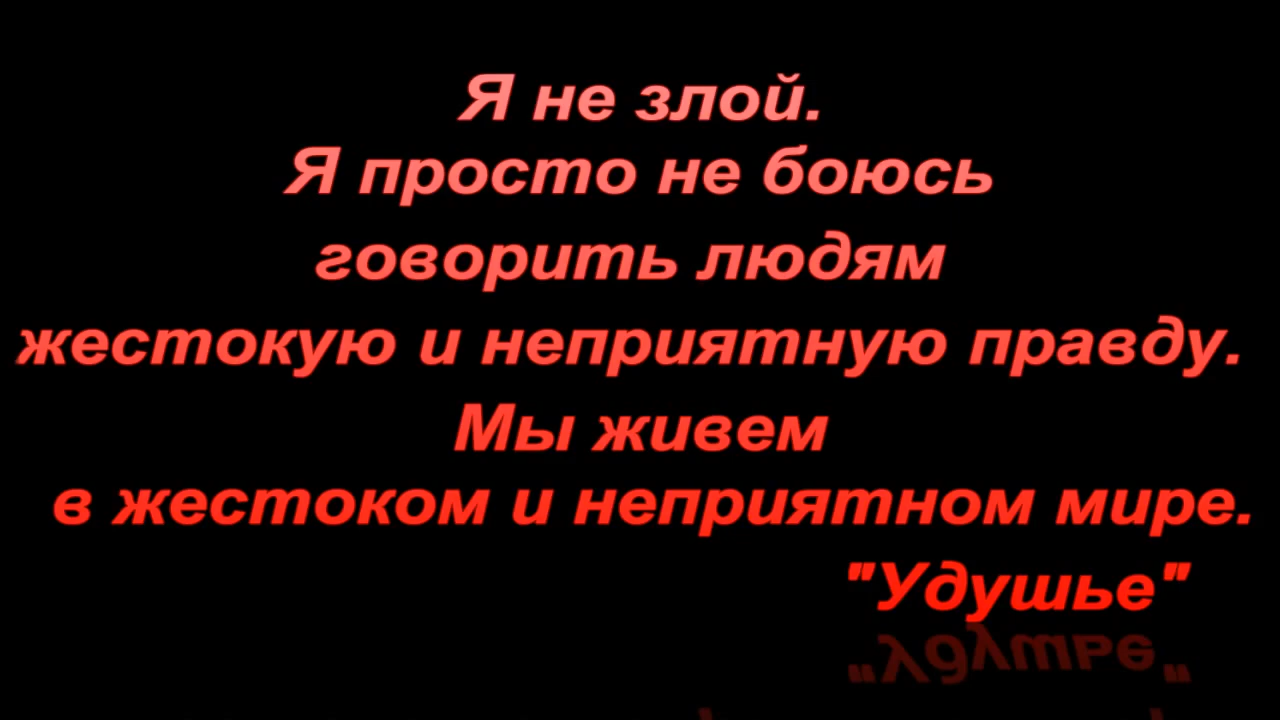 Я не злой.
Я просто не боюсь
говорить людям
жестокую и неприятную правду.
Мы живем
в жестоком и неприятном мире.
"Удушье"